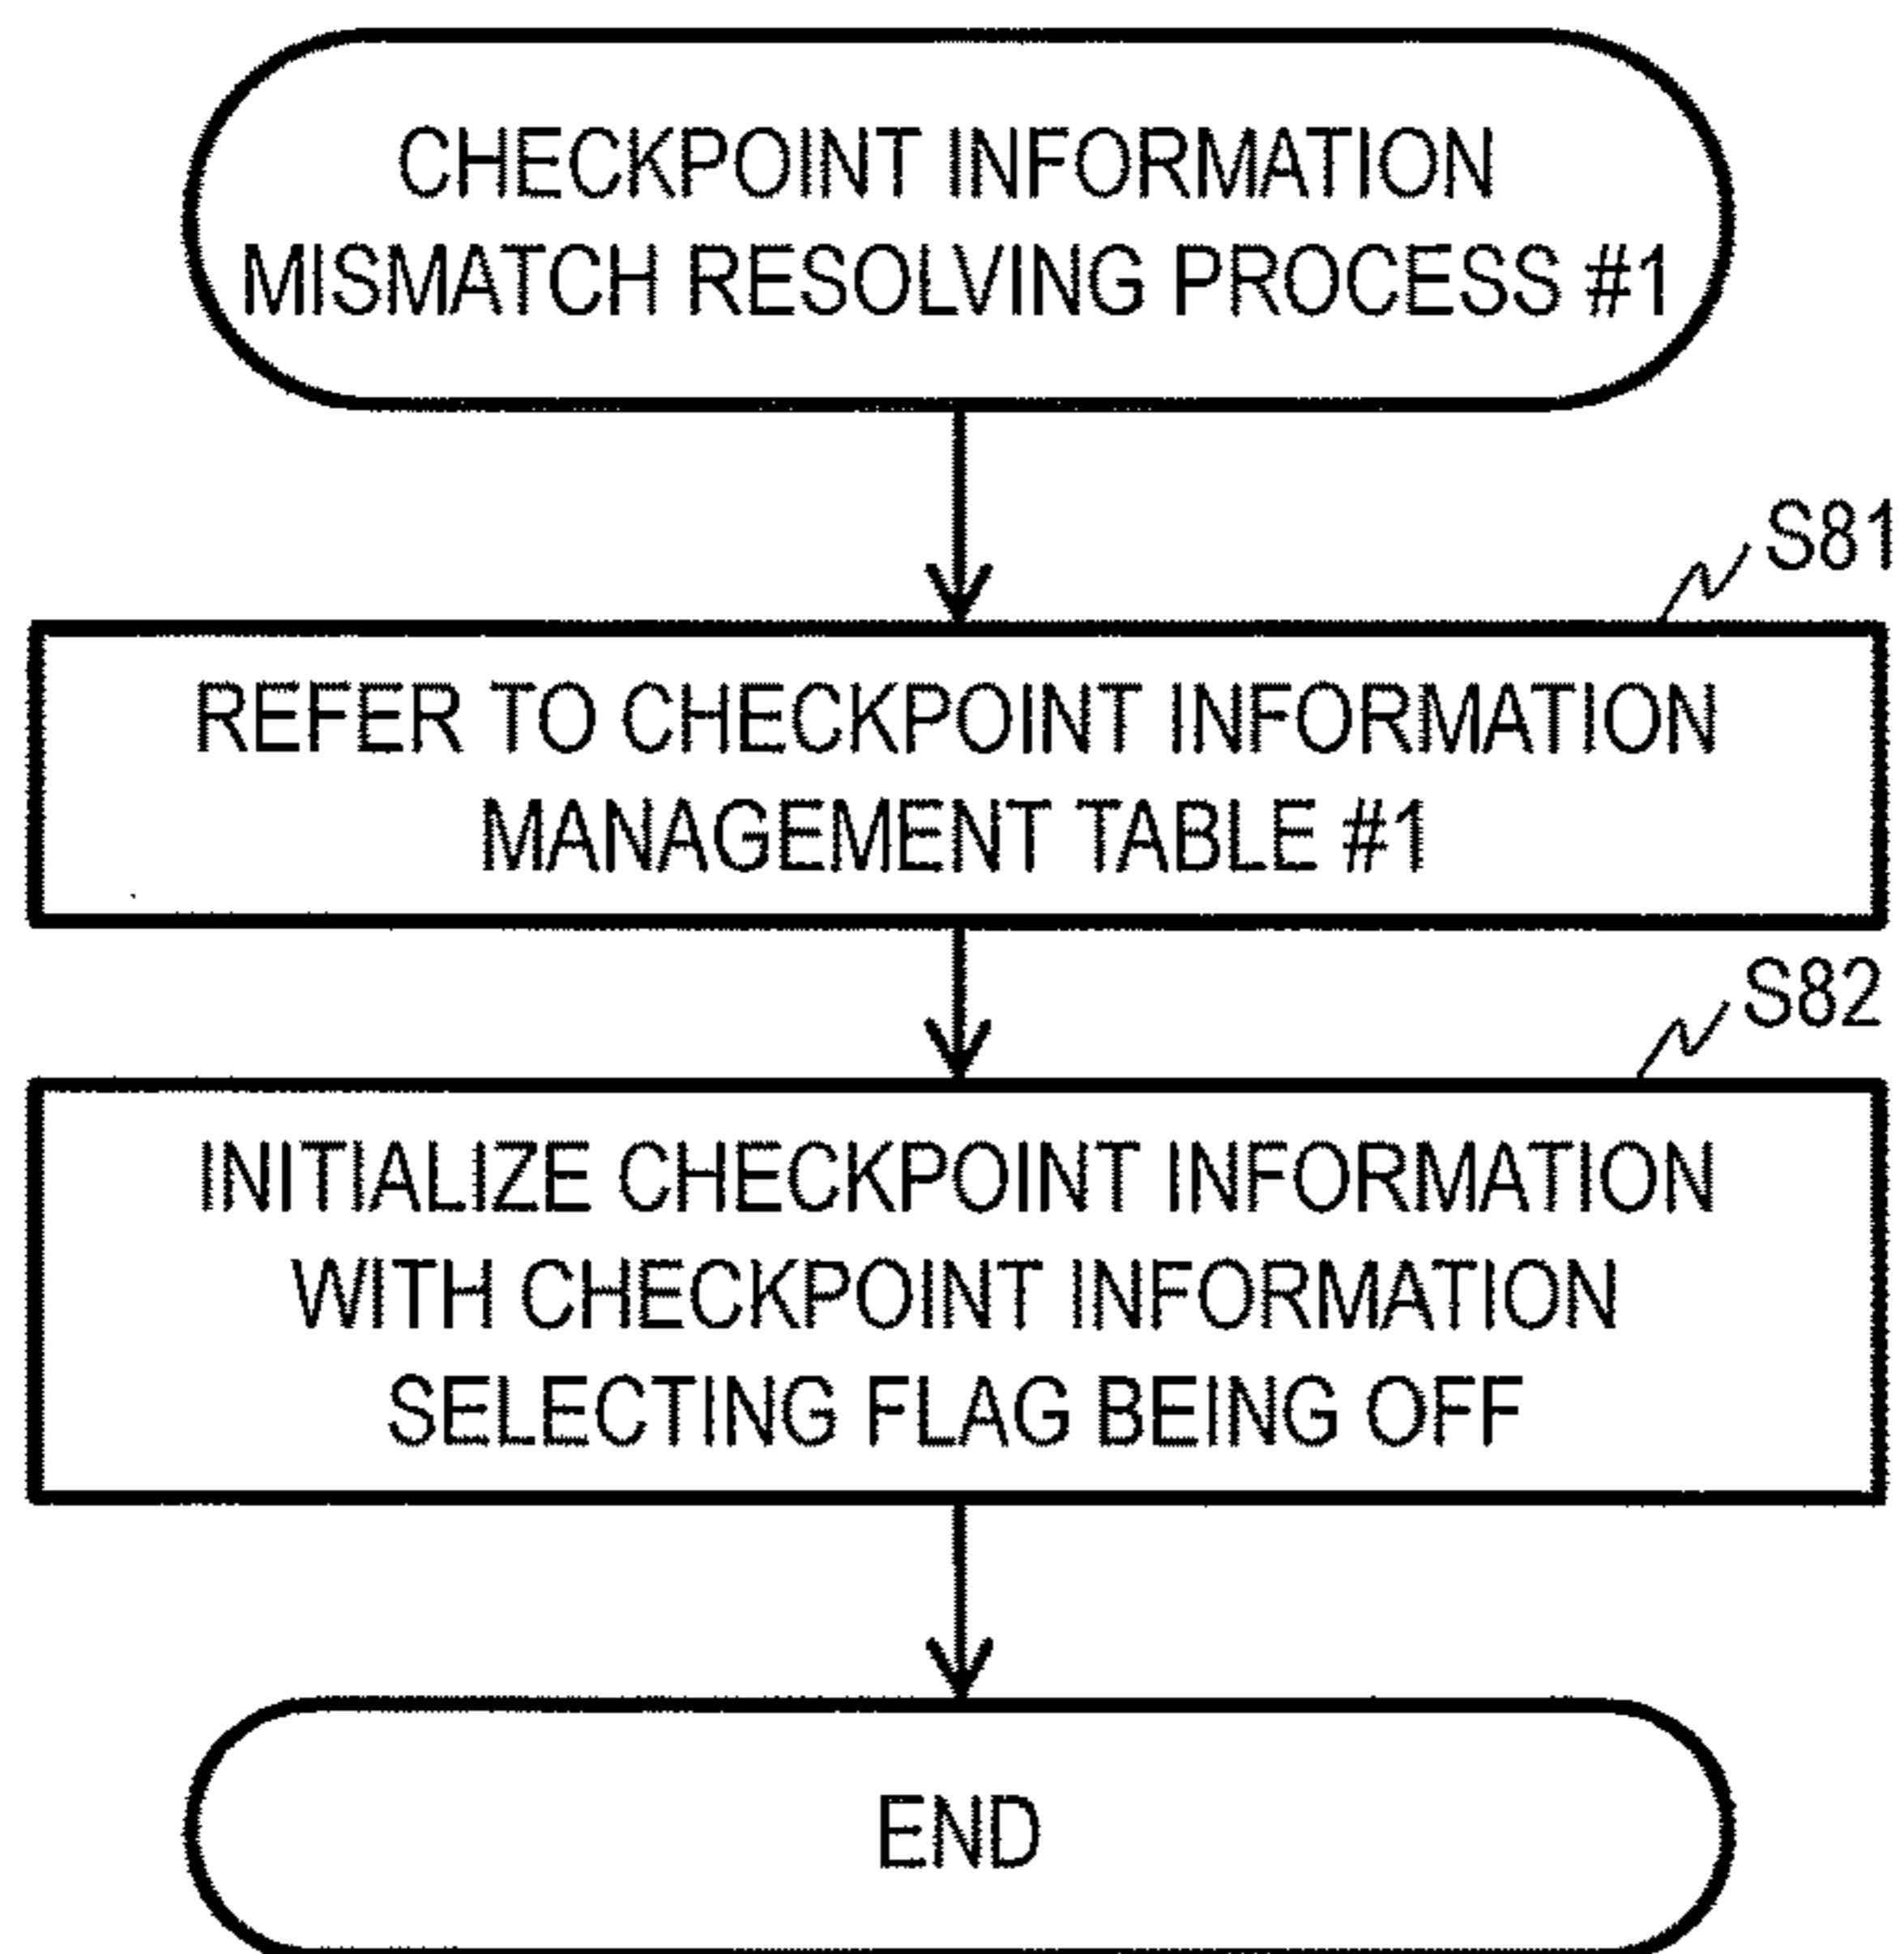 CHECKPOINT INFORMATION
MISMATCH RESOLVING PROCESS #1
S81
REFER TO CHECKPOINT INFORMATION
MANAGEMENT TABLE #1
S82
INITIALIZE CHECKPOINT INFORMATION
WITH CHECKPOINT INFORMATION
SELECTING FLAG BEING OFF
END